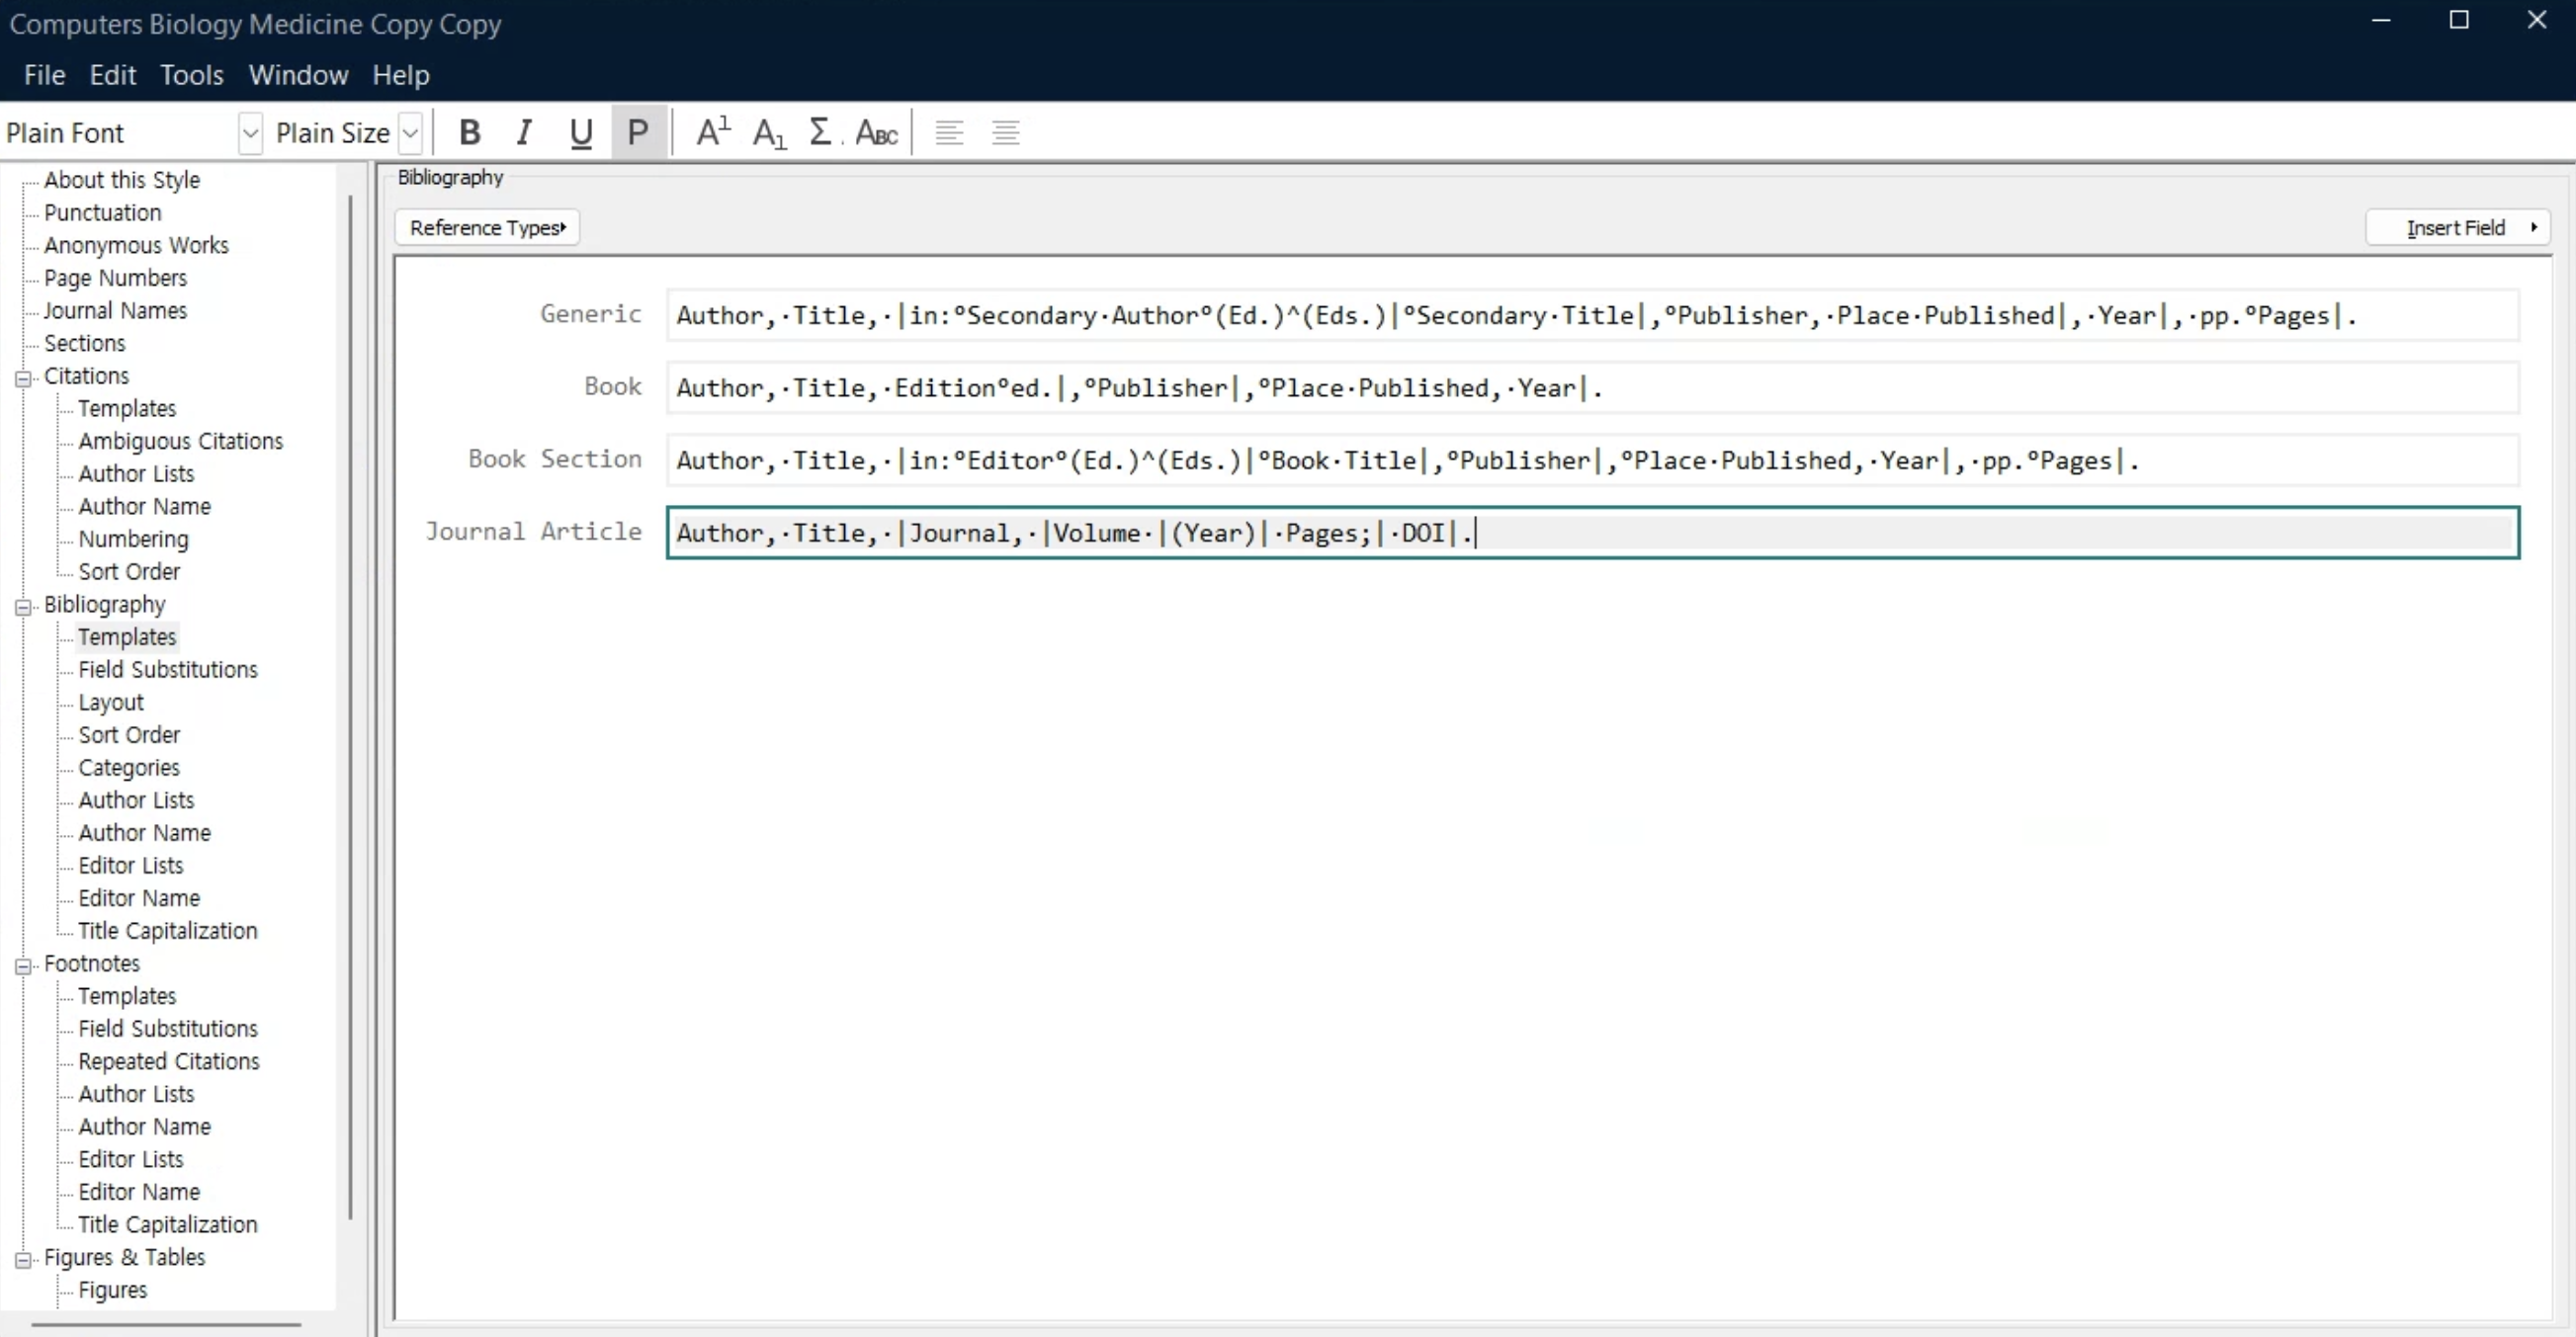 Computers Biology Medicine Copy Copy
File Edit Tools Window Help
Plain Font Plain Size B I U P A1 A1 Σ. ABC
About this Style
Punctuation
Anonymous Works
Page Numbers
Journal Names
Sections
Citations
Templates
Ambiguous Citations
Author Lists
Author Name
Numbering
Sort Order
Bibliography
Templates
Field Substitutions
Layout
Sort Order
Categories
Author Lists
Author Name
Editor Lists
Editor Name
Title Capitalization
Footnotes
Templates
Field Substitutions
Repeated Citations
Author Lists
Author Name
Editor Lists
Editor Name
Title Capitalization
Figures & Tables
Figures
Bibliography
Reference Types Insert Field
Generic Author,·Title,·|in:°Secondary·Author°(Ed.)^(Eds.)|°Secondary·Title|,°Publisher,·Place·Published|,·Year|,·pp.°Pages|.
Book Author,·Title,·Edition°ed.|,°Publisher|,°Place·Published,·Year|.
Book Section Author,·Title,·|in:°Editor°(Ed.)^(Eds.)|°Book·Title|,°Publisher|,°Place·Published,·Year|,·pp.°Pages|.
Journal Article Author,·Title,·|Journal,·|Volume·|(Year)|·Pages;|·DOI|.